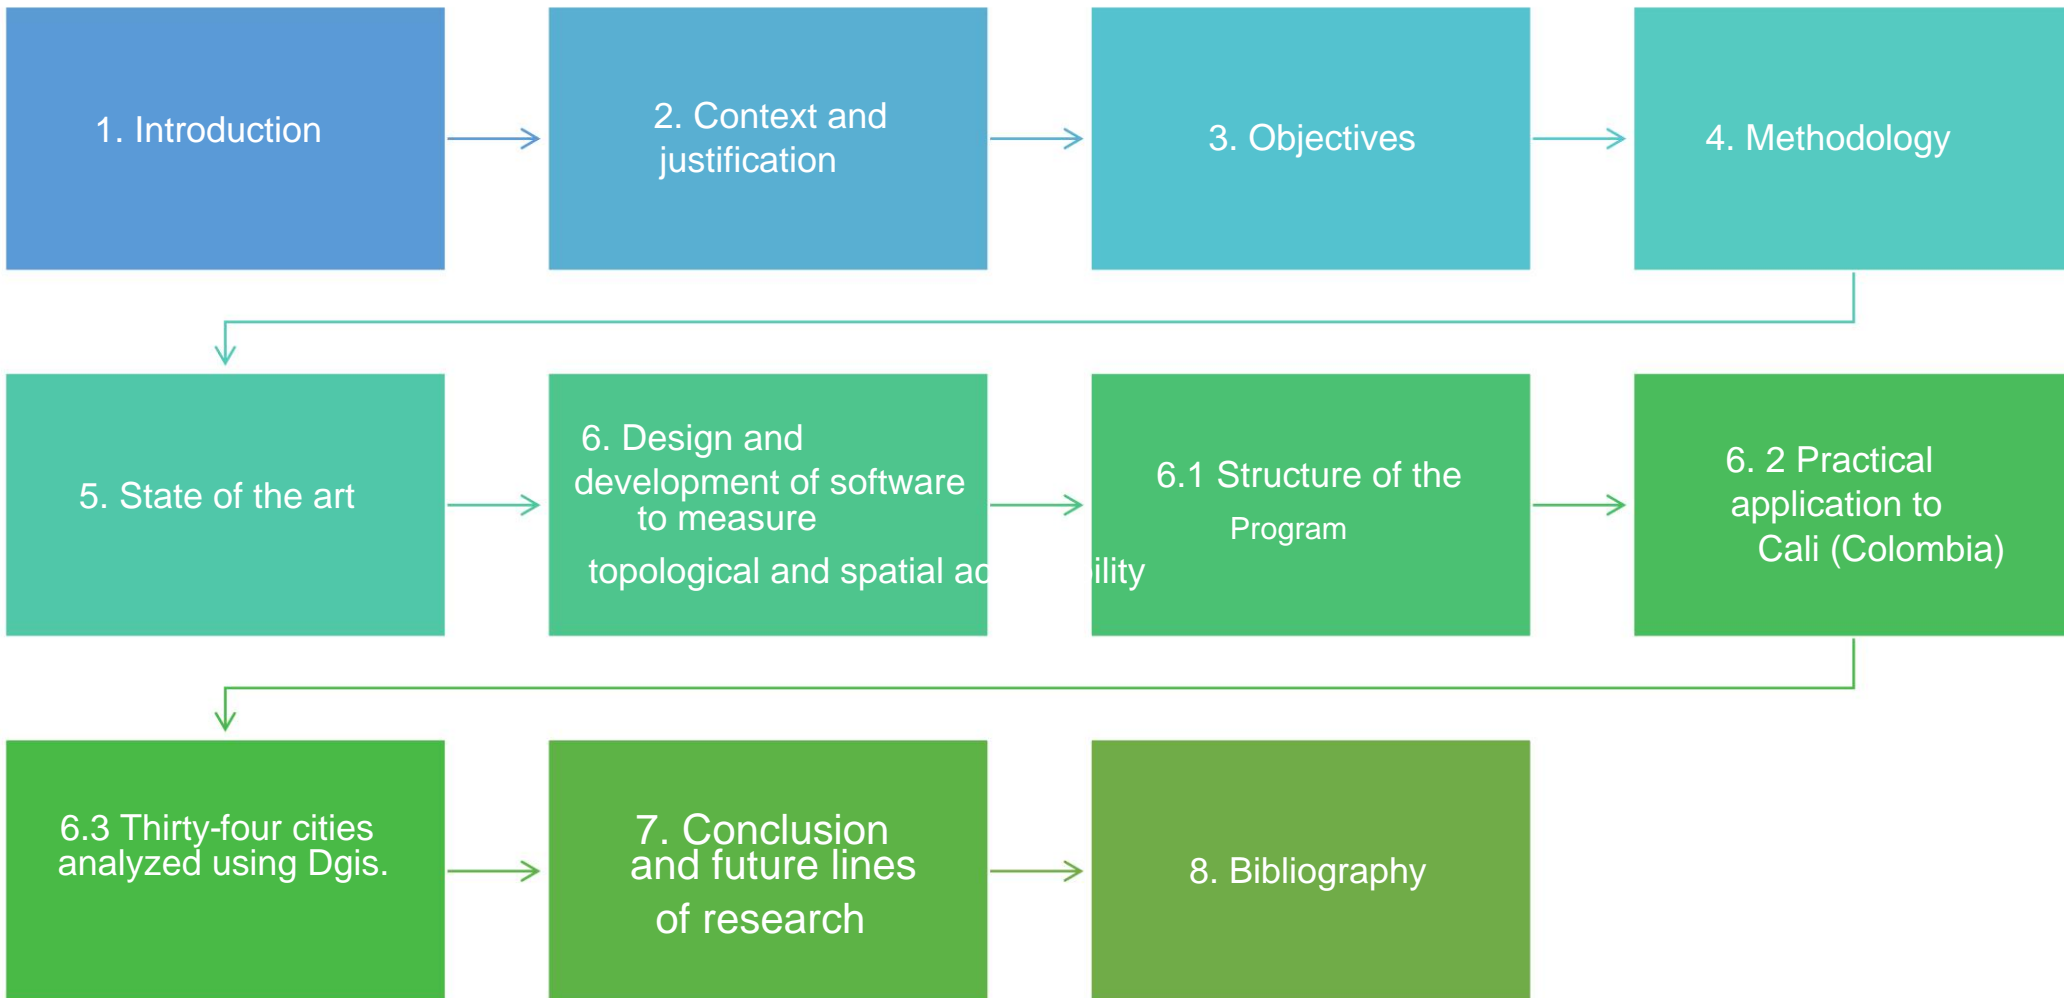 1. Introduction
2. Context and
justification
3. Objectives
4. Methodology
5. State of the art
6. Design and
development of software
to measure
topological and spatial
6.1 Structure of the
Program
6. 2 Practical
application to
Cali (Colombia)
6.3 Thirty-four cities
analyzed using Dgis.
7. Conclusion
and future lines
of research
8. Bibliography